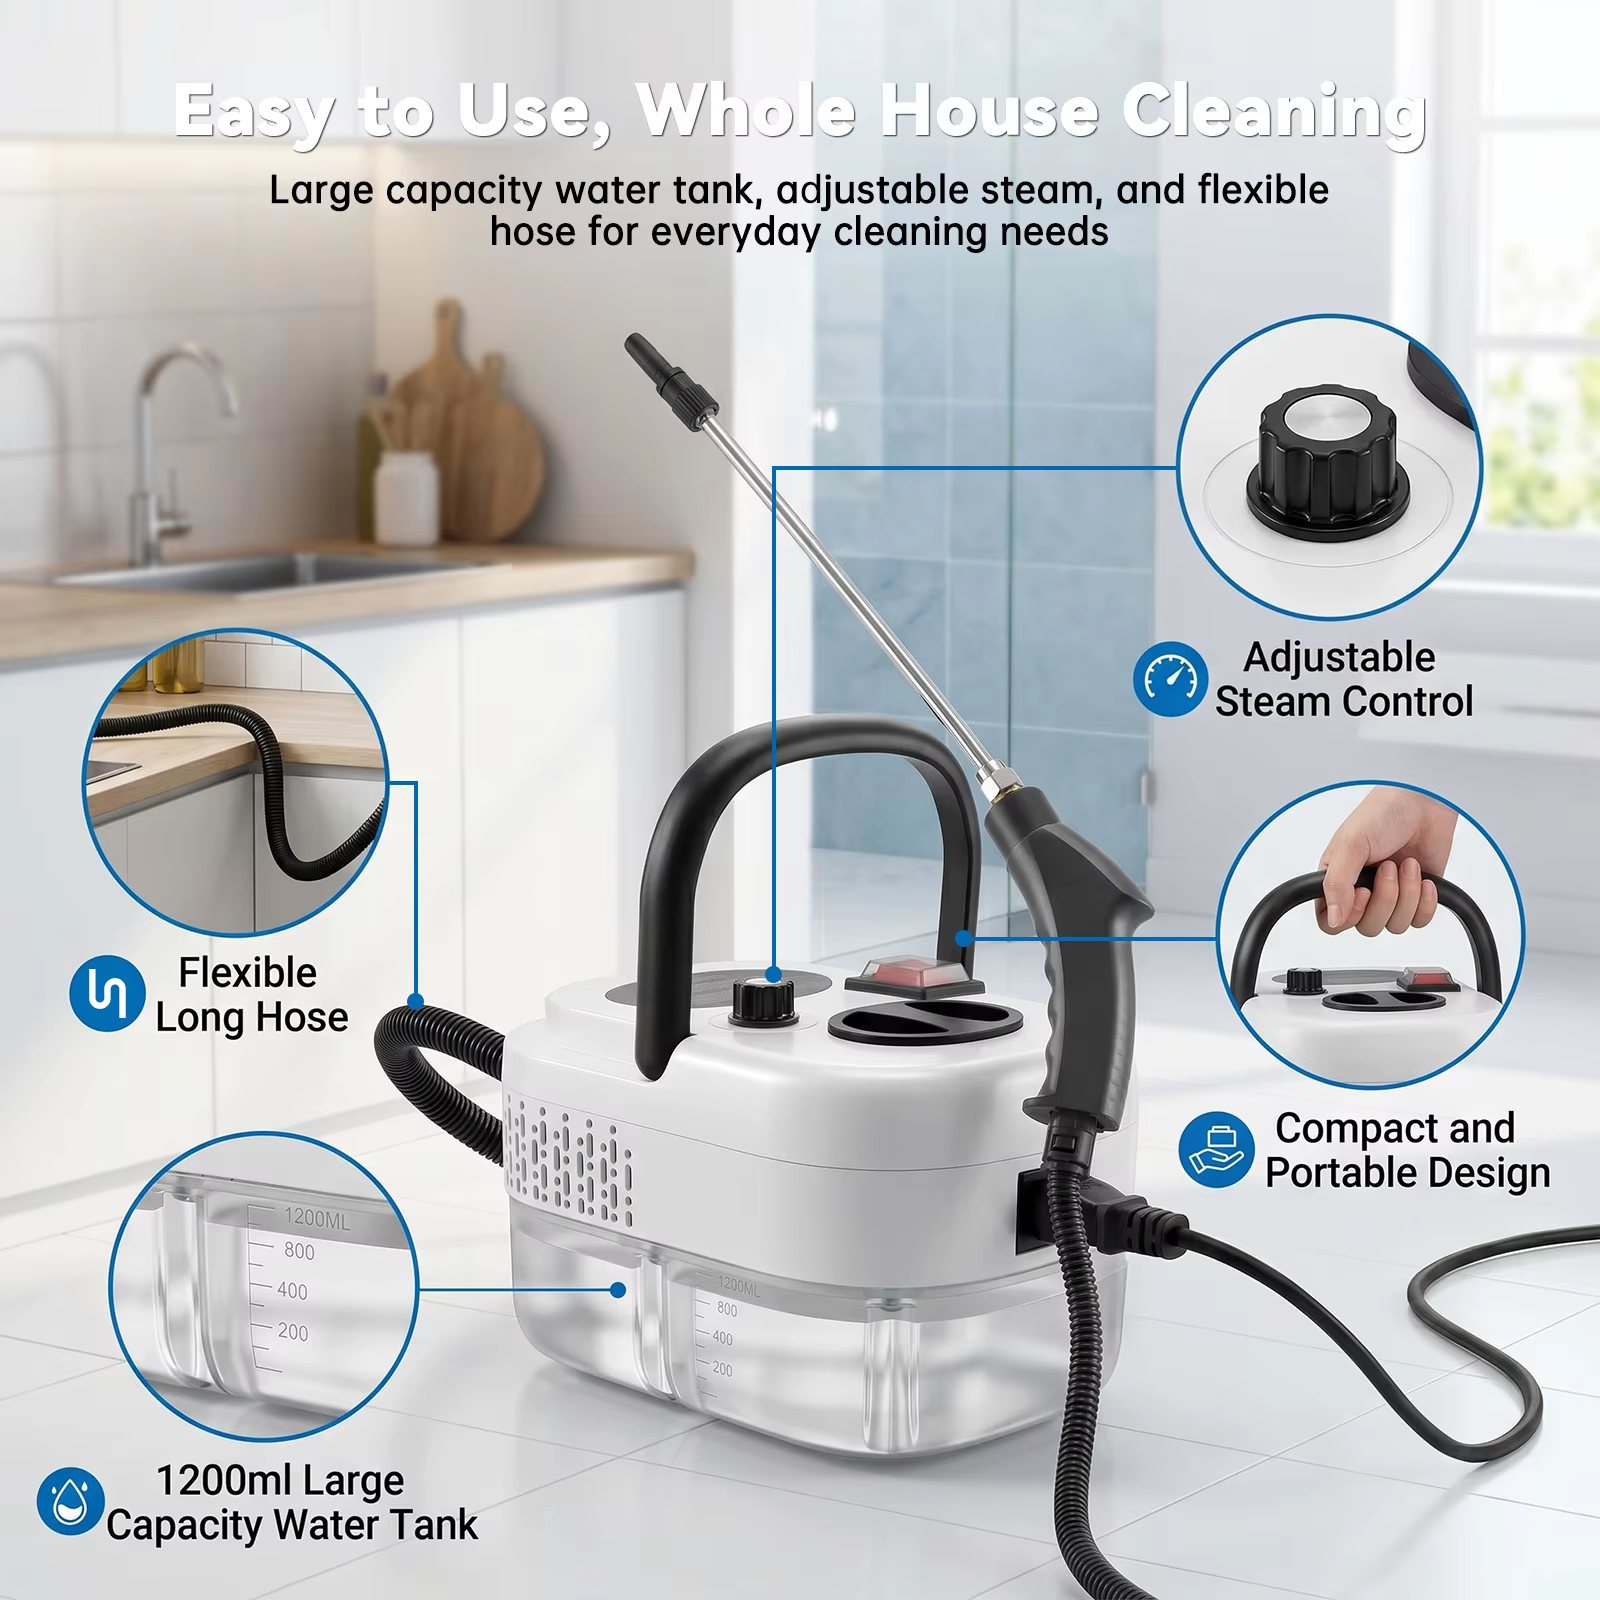 Easy to Use, Whole House Cleaning
Large capacity water tank, adjustable steam, and flexible
hose for everyday cleaning needs
Adjustable
Steam Control
Flexible
Long Hose
Compact and
Portable Design
1200ML
800
400
200
1200ML
800
400
200
1200ml Large
Capacity Water Tank